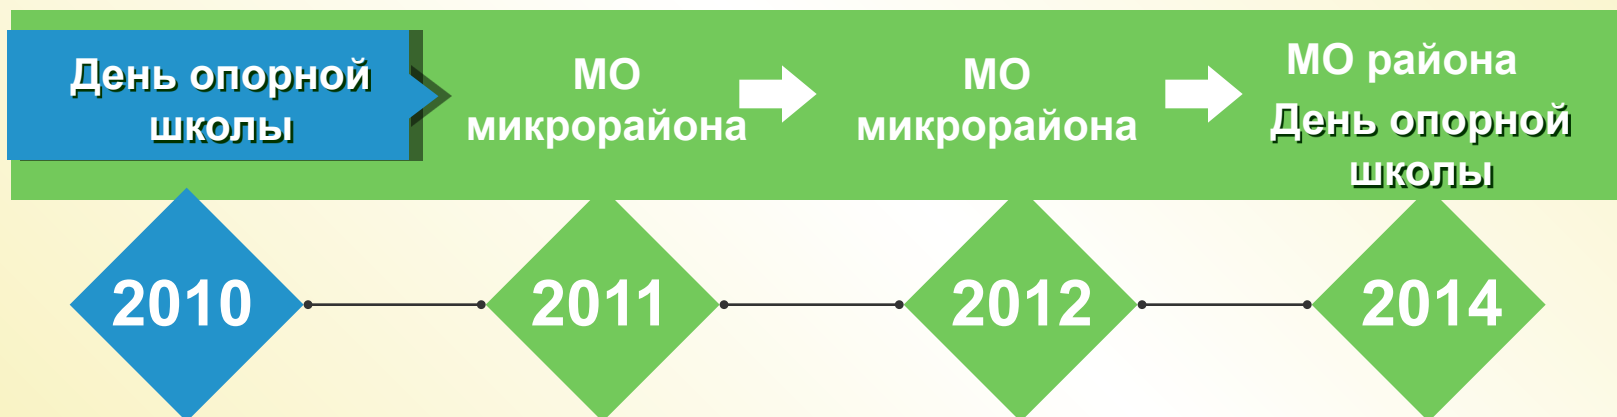 День опорной
школы
МО
микрорайона
МО
микрорайона
МО района
День опорной
школы
2010
2011
2012
2014